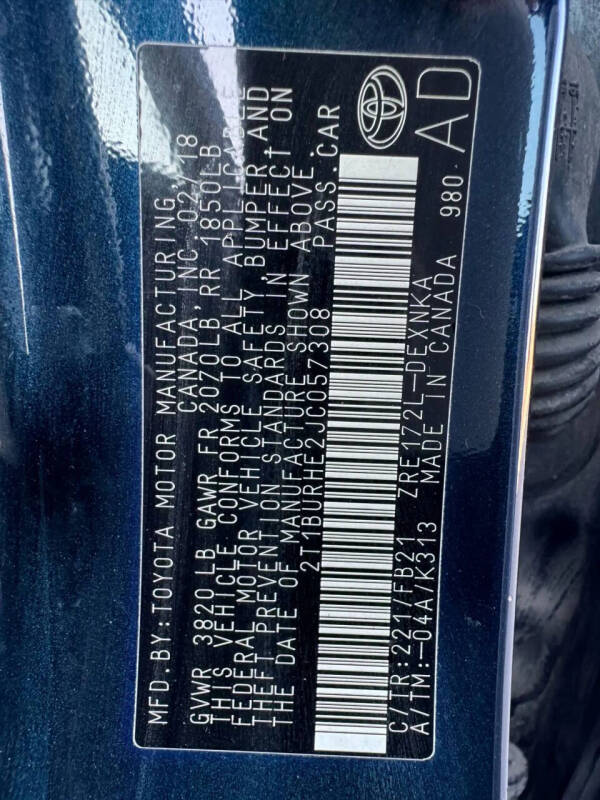 MFD.BY:TOYOTA MOTOR MANUFACTURING,
CANADA, INC. 02/18
GVWR 3820LB GAWR FR 2070LB, RR 1850LB
THIS VEHICLE CONFORMS TO ALL APPLICABLE
FEDERAL MOTOR VEHICLE SAFETY, BUMPER, AND
THEFT PREVENTION STANDARDS IN EFFECT ON
THE DATE OF MANUFACTURE SHOWN ABOVE.
2T1BURHE2JC057308 PASS.CAR
C/TR:221/FB21 ZRE172L-DEXNKA
A/TM:-04A/K313 MADE IN CANADA 980
AD